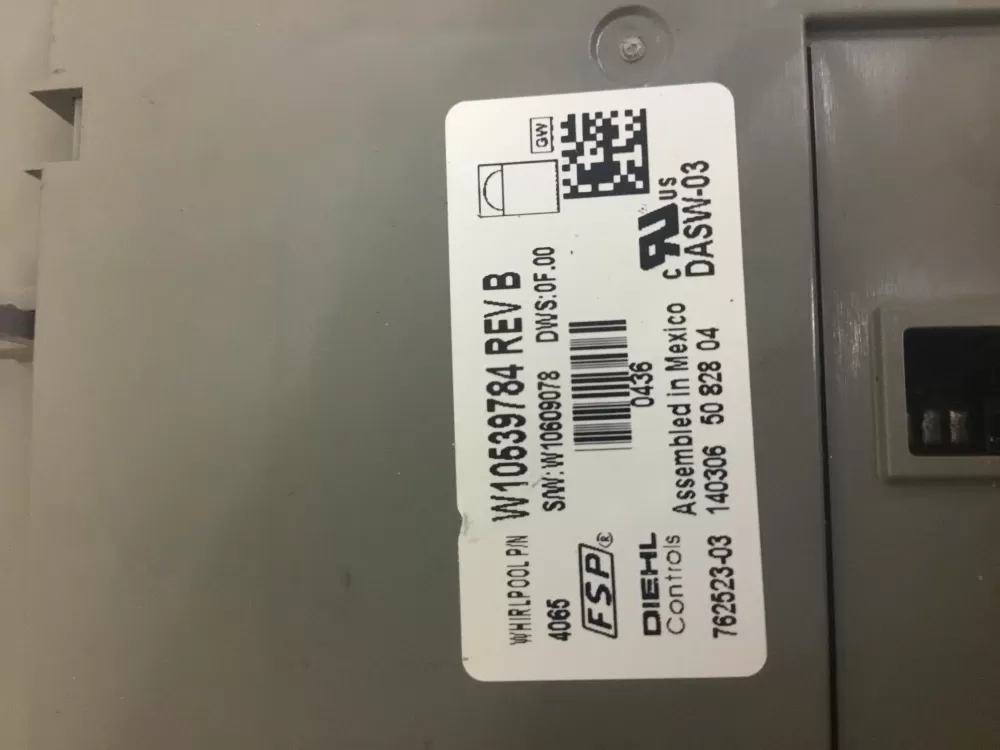 WHIRLPOOL P/N W10539784 REV B
4065 S/W:W10609078 DWS:0F.00
GW
FSP®
0436
DIEHL
Controls
Assembled in Mexico
c UR US
DASW-03
762523-03 140306 50 828 04